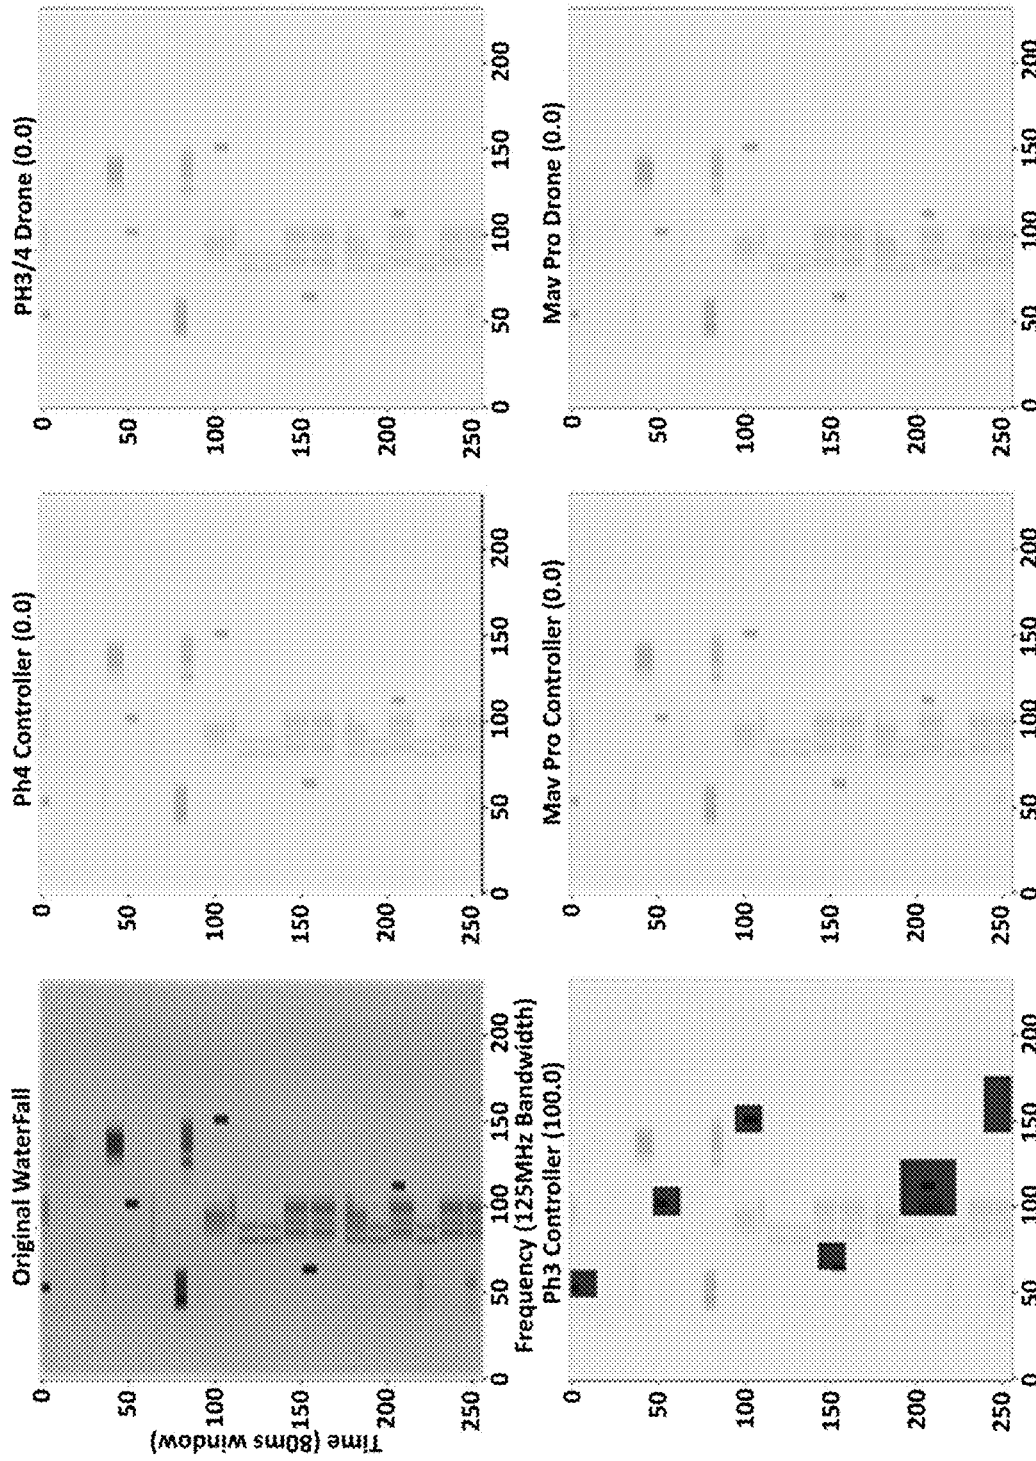 Original WaterFall
0
50
100
150
200
250
Time (80ms window)
0 50 100 150 200
Frequency (125MHz Bandwidth)
Ph4 Controller (0.0)
0
50
100
150
200
250
0 50 100 150 200
PH3/4 Drone (0.0)
0
50
100
150
200
250
0 50 100 150 200
Ph3 Controller (100.0)
0
50
100
150
200
250
0 50 100 150 200
Mav Pro Controller (0.0)
0
50
100
150
200
250
0 50 100 150 200
Mav Pro Drone (0.0)
0
50
100
150
200
250
0 50 100 150 200